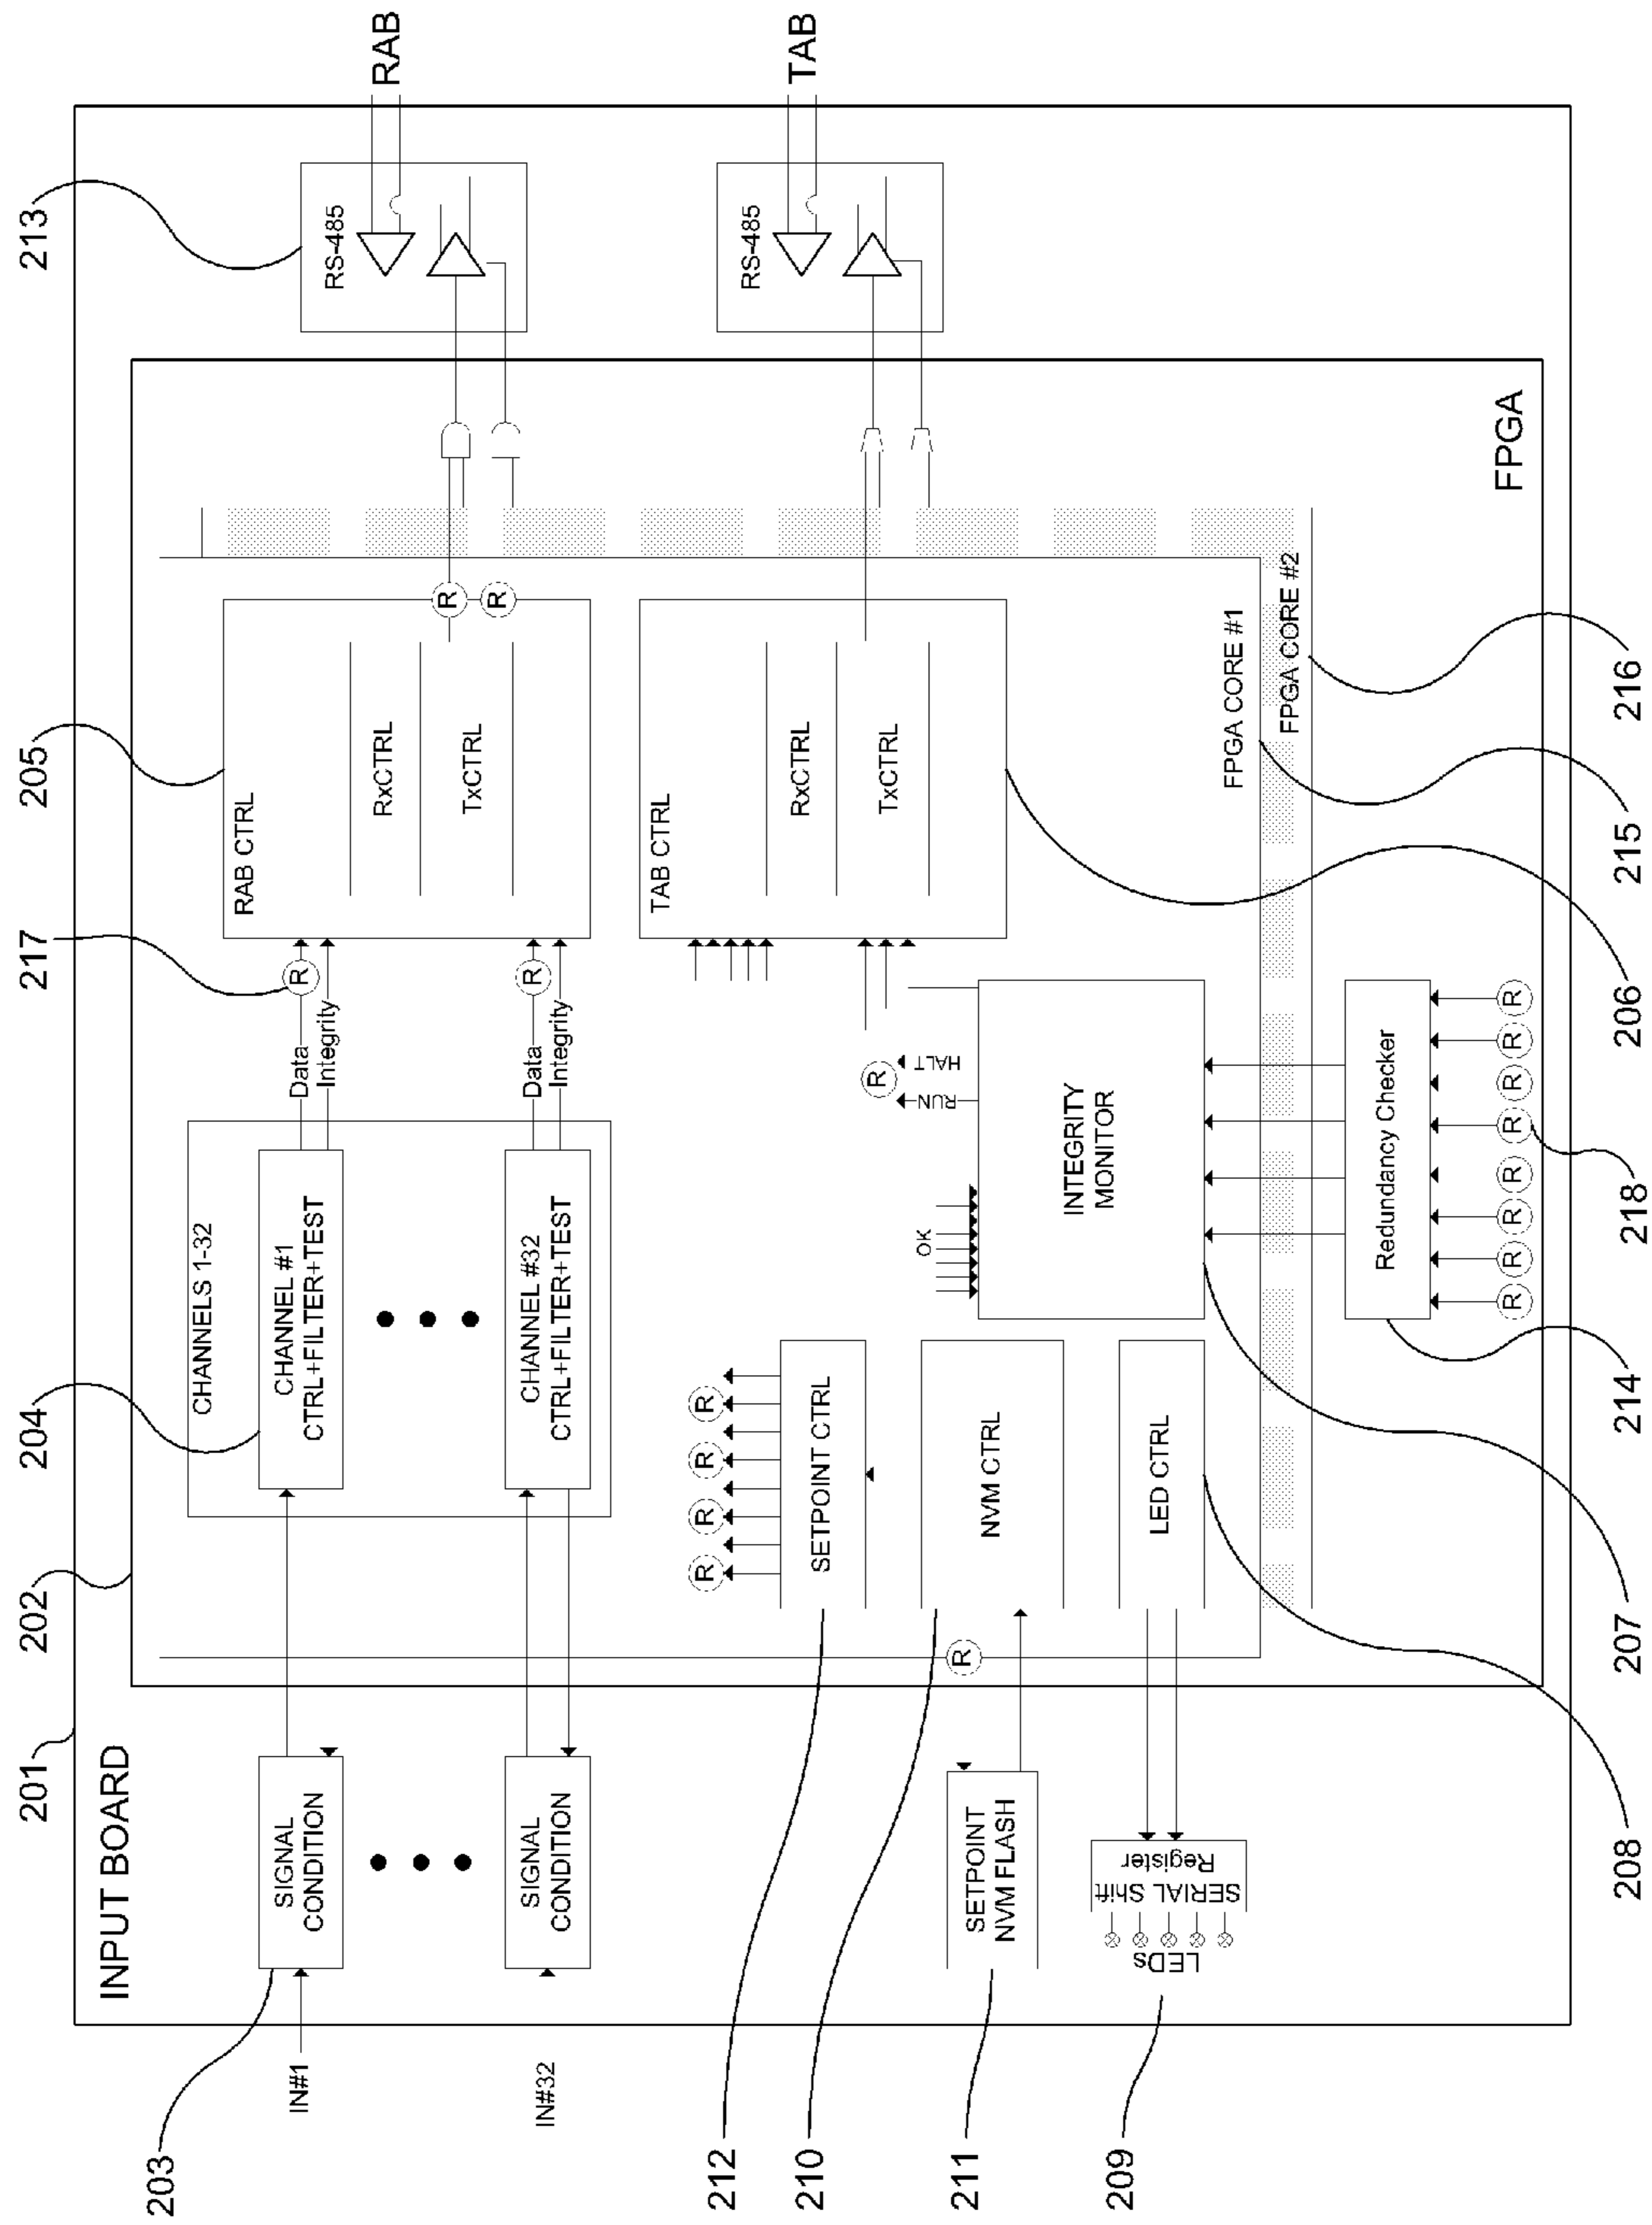 INPUT BOARD
201
202
204
217
205
213
203
IN#1
SIGNAL
CONDITION
CHANNELS 1-32
CHANNEL #1
CTRL+FILTER+TEST
Data
Integrity
R
RAB CTRL
RxCTRL
TxCTRL
R
R
RS-485
RAB
IN#32
SIGNAL
CONDITION
CHANNEL #32
CTRL+FILTER+TEST
Data
Integrity
R
212
R
R
R
R
SETPOINT CTRL
TAB CTRL
RxCTRL
TxCTRL
RS-485
TAB
210
R
NVM CTRL
OK
RUN
HALT
R
211
SETPOINT
NVM FLASH
INTEGRITY
MONITOR
209
LEDs
SERIAL Shift
Register
LED CTRL
FPGA CORE #1
FPGA CORE #2
Redundancy Checker
R
R
R
R
R
R
R
R
FPGA
208
207
214
218
206
215
216